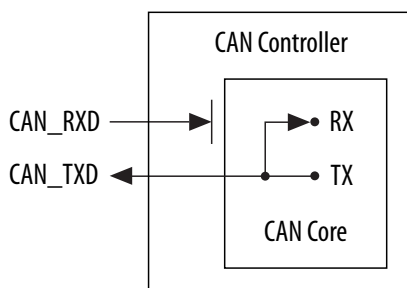 CAN Controller
CAN_RXD
RX
CAN_TXD
TX
CAN Core